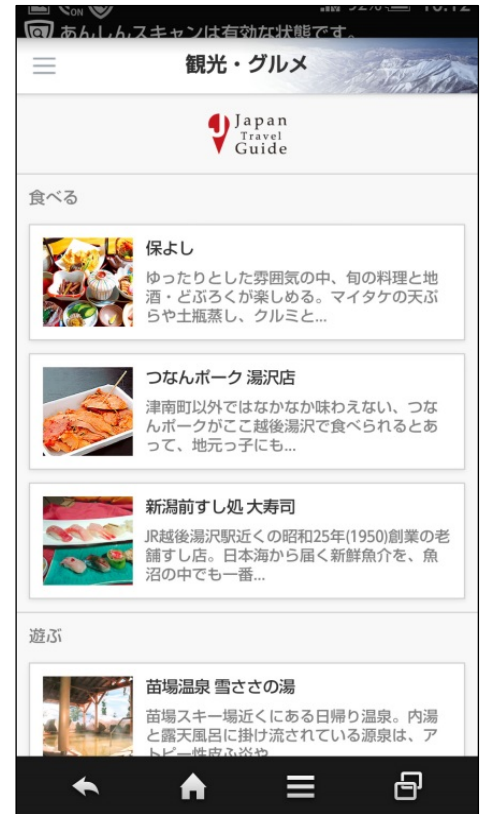 あんしんスキャンは有効な状態です。
観光・グルメ
Japan
Travel
Guide
食べる
保よし
ゆったりとした雰囲気の中、旬の料理と地
酒・どぶろくが楽しめる。マイタケの天ぷ
らや土瓶蒸し、クルミと...
つなんポーク 湯沢店
津南町以外ではなかなか味わえない、つな
んポークがここ越後湯沢で食べられるとあ
って、地元っ子にも...
新潟前すし処 大寿司
JR越後湯沢駅近くの昭和25年(1950)創業の老
舗すし店。日本海から届く新鮮魚介を、魚
沼の中でも一番...
遊ぶ
苗場温泉 雪ささの湯
苗場スキー場近くにある日帰り温泉。内湯
と露天風呂に掛け流されている源泉は、ア
トピー性皮ふ炎や